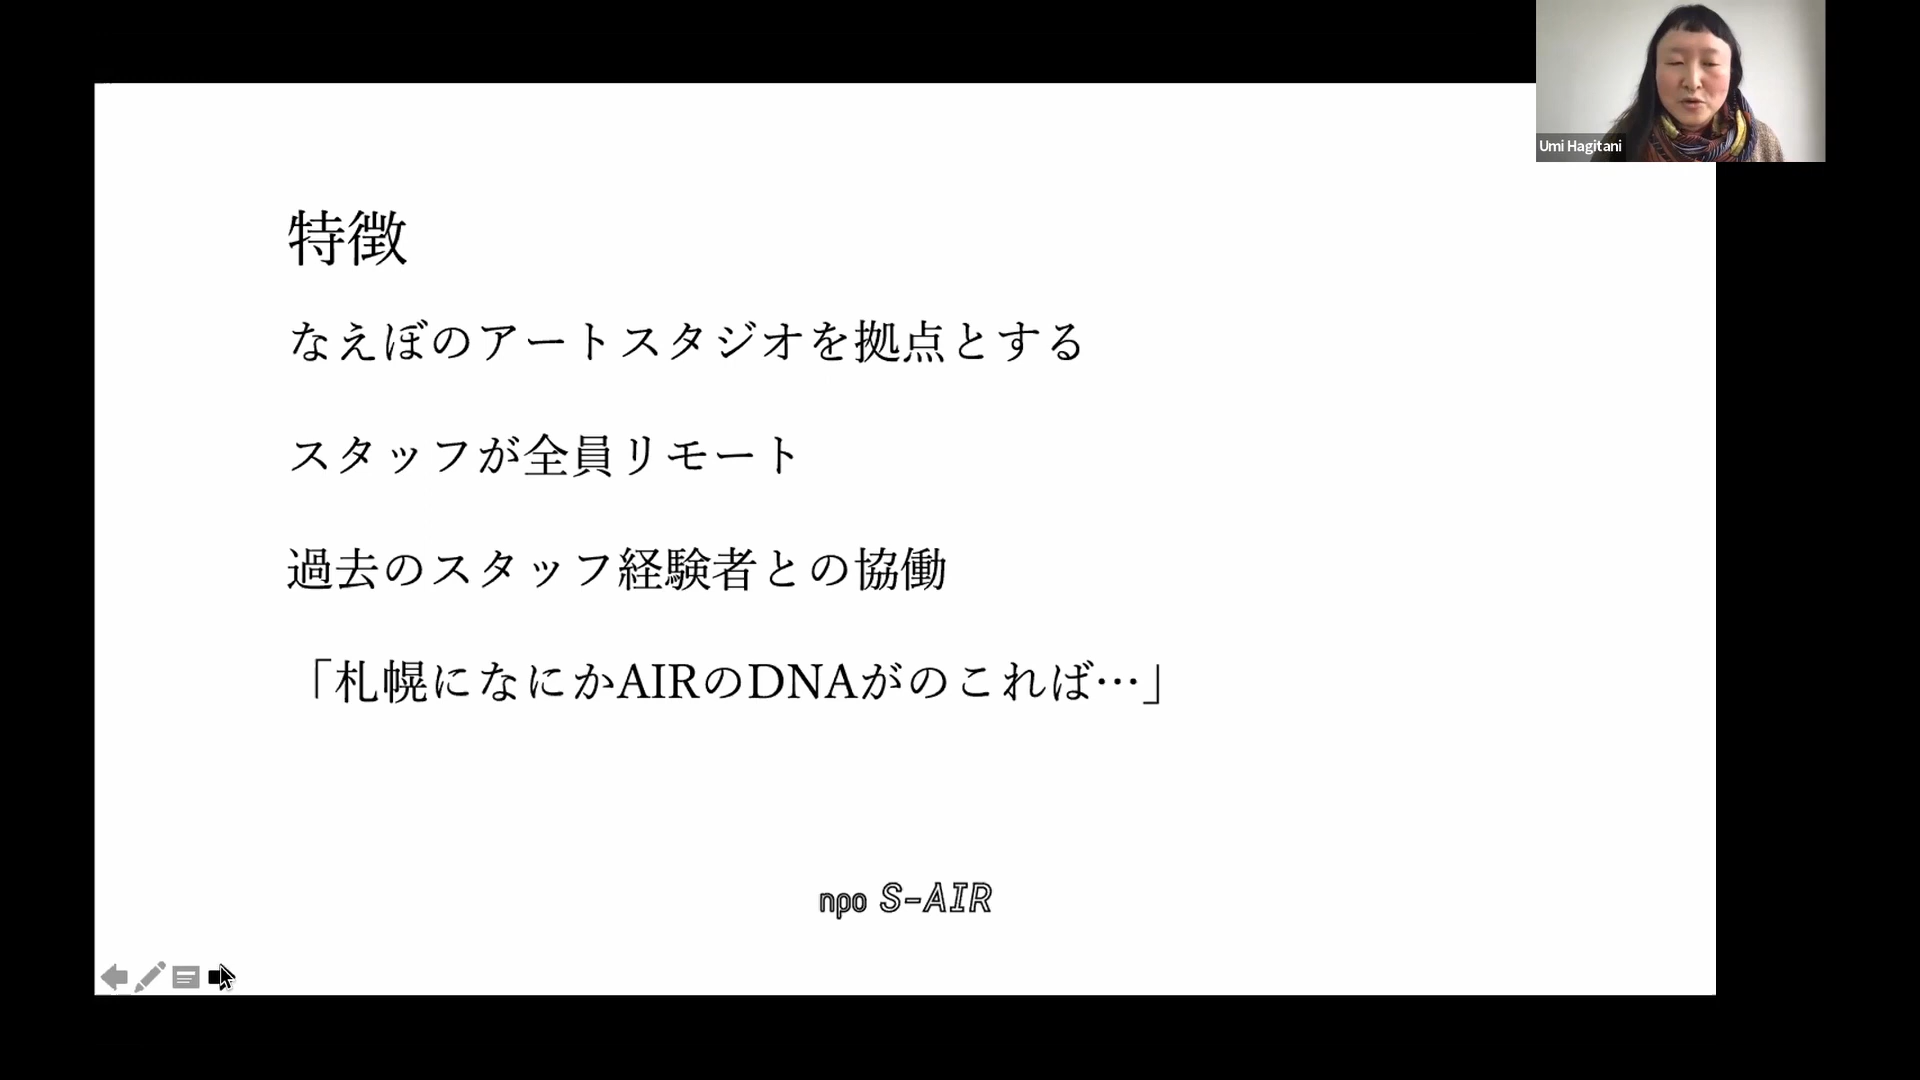 Umi Hagitani
特徴
なえぼのアートスタジオを拠点とする
スタッフが全員リモート
過去のスタッフ経験者との協働
「札幌になにかAIRのDNAがのこれば…」
npo S-AIR